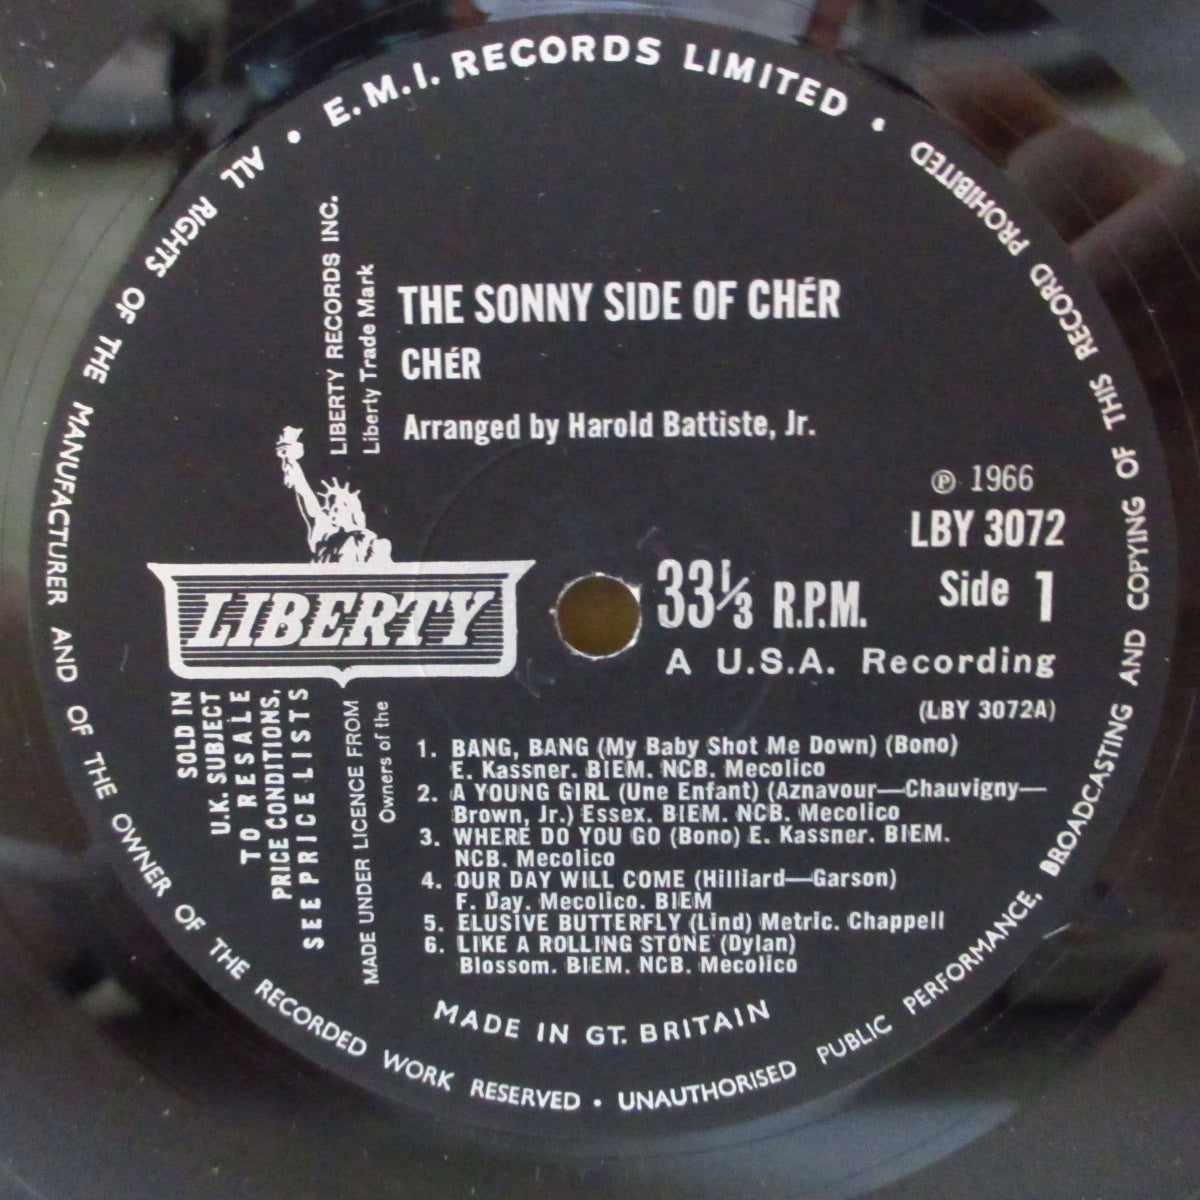 E.M.I. RECORDS LIMITED •
ALL RIGHTS OF THE MANUFACTURER AND OF THE OWNER OF THE RECORDED WORK RESERVED • UNAUTHORISED PUBLIC PERFORMANCE, BROADCASTING AND COPYING OF THIS RECORD PROHIBITED •
LIBERTY RECORDS INC.
Liberty Trade Mark
THE SONNY SIDE OF CHÉR
CHÉR
Arranged by Harold Battiste, Jr.
℗ 1966
LBY 3072
LIBERTY
33⅓ R.P.M.
Side 1
A U.S.A. Recording
(LBY 3072A)
SOLD IN
U.K. SUBJECT
TO RESALE
PRICE CONDITIONS,
SEE PRICE LISTS
MADE UNDER LICENCE FROM
Owners of the
1. BANG, BANG (My Baby Shot Me Down) (Bono)
E. Kassner. BIEM. NCB. Mecolico
2. A YOUNG GIRL (Une Enfant) (Aznavour—Chauvigny—
Brown, Jr.) Essex. BIEM. NCB. Mecolico
3. WHERE DO YOU GO (Bono) E. Kassner. BIEM.
NCB. Mecolico
4. OUR DAY WILL COME (Hilliard—Garson)
F. Day. Mecolico. BIEM
5. ELUSIVE BUTTERFLY (Lind) Metric. Chappell
6. LIKE A ROLLING STONE (Dylan)
Blossom. BIEM. NCB. Mecolico
MADE IN GT. BRITAIN